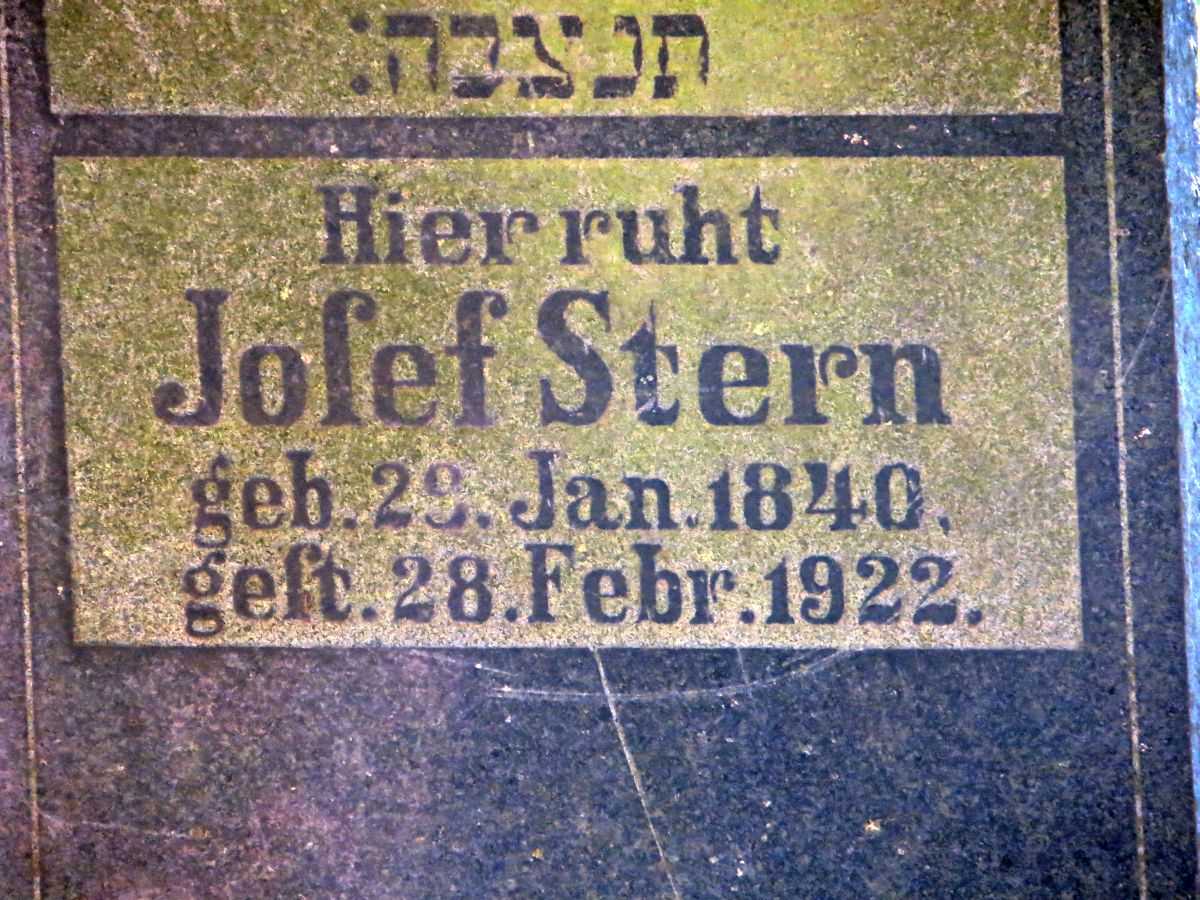 תנצבה:
Hier ruht
Joſef Stern
geb. 29. Jan. 1840.
geſt. 28. Febr. 1922.